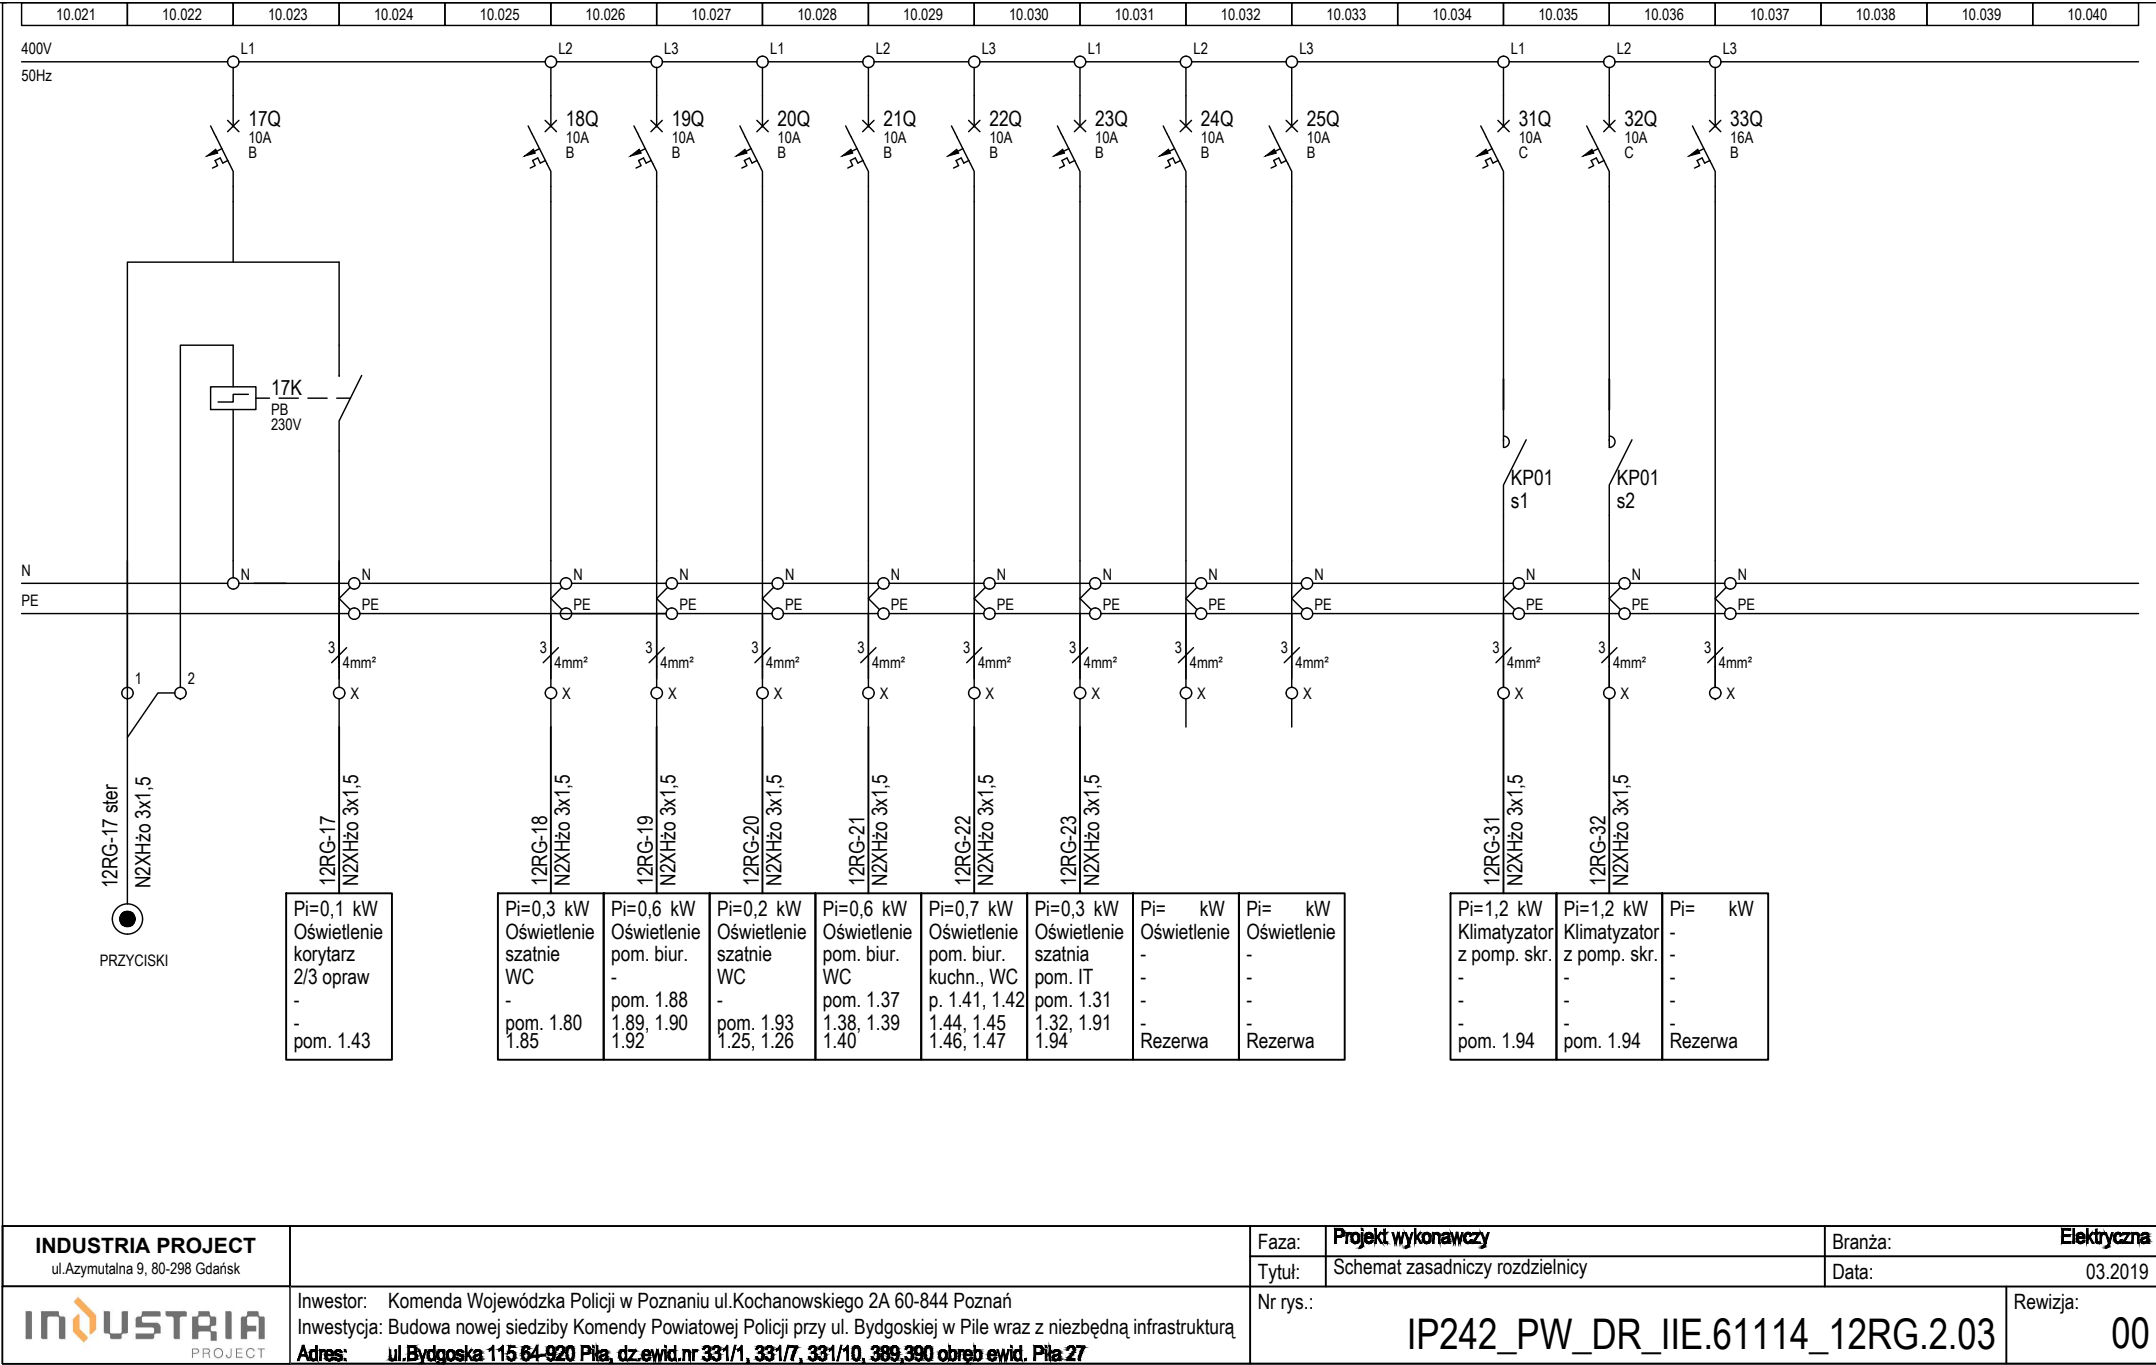 10.021 10.022 10.023 10.024 10.025 10.026 10.027 10.028 10.029 10.030 10.031 10.032 10.033 10.034 10.035 10.036 10.037 10.038 10.039 10.040
400V L1 L2 L3 L1 L2 L3 L1 L2 L3 L1 L2 L3
50Hz
17Q 18Q 19Q 20Q 21Q 22Q 23Q 24Q 25Q 31Q 32Q 33Q
10A 10A 10A 10A 10A 10A 10A 10A 10A 10A 10A 16A
B B B B B B B B B C C B
17K
PB
230V
KP01 KP01
s1 s2
N N N N N N N N N N N N N N
PE PE PE PE PE PE PE PE PE PE PE PE PE
3 3 3 3 3 3 3 3 3 3 3 3
4mm² 4mm² 4mm² 4mm² 4mm² 4mm² 4mm² 4mm² 4mm² 4mm² 4mm² 4mm²
1 2 X X X X X X X X X X X X
12RG-17 ster
N2XHżo 3x1,5
12RG-17
N2XHżo 3x1,5
12RG-18
N2XHżo 3x1,5
12RG-19
N2XHżo 3x1,5
12RG-20
N2XHżo 3x1,5
12RG-21
N2XHżo 3x1,5
12RG-22
N2XHżo 3x1,5
12RG-23
N2XHżo 3x1,5
12RG-31
N2XHżo 3x1,5
12RG-32
N2XHżo 3x1,5
PRZYCISKI
Pi=0,1 kW
Oświetlenie
korytarz
2/3 opraw
-
-
pom. 1.43
Pi=0,3 kW
Oświetlenie
szatnie
WC
-
pom. 1.80
1.85
Pi=0,6 kW
Oświetlenie
pom. biur.
-
pom. 1.88
1.89, 1.90
1.92
Pi=0,2 kW
Oświetlenie
szatnie
WC
-
pom. 1.93
1.25, 1.26
Pi=0,6 kW
Oświetlenie
pom. biur.
WC
pom. 1.37
1.38, 1.39
1.40
Pi=0,7 kW
Oświetlenie
pom. biur.
kuchn., WC
p. 1.41, 1.42
1.44, 1.45
1.46, 1.47
Pi=0,3 kW
Oświetlenie
szatnia
pom. IT
pom. 1.31
1.32, 1.91
1.94
Pi= kW
Oświetlenie
-
-
-
-
Rezerwa
Pi= kW
Oświetlenie
-
-
-
-
Rezerwa
Pi=1,2 kW
Klimatyzator
z pomp. skr.
-
-
-
pom. 1.94
Pi=1,2 kW
Klimatyzator
z pomp. skr.
-
-
-
pom. 1.94
Pi= kW
-
-
-
-
-
Rezerwa
INDUSTRIA PROJECT
ul.Azymutalna 9, 80-298 Gdańsk
INDUSTRIA
PROJECT
Inwestor: Komenda Wojewódzka Policji w Poznaniu ul.Kochanowskiego 2A 60-844 Poznań
Inwestycja: Budowa nowej siedziby Komendy Powiatowej Policji przy ul. Bydgoskiej w Pile wraz z niezbędną infrastrukturą
Adres: ul.Bydgoska 115 64-920 Piła, dz.ewid.nr 331/1, 331/7, 331/10, 389,390 obręb ewid. Piła 27
Faza: Projekt wykonawczy Branża: Elektryczna
Tytuł: Schemat zasadniczy rozdzielnicy Data: 03.2019
Nr rys.: IP242_PW_DR_IIE.61114_12RG.2.03 Rewizja: 00